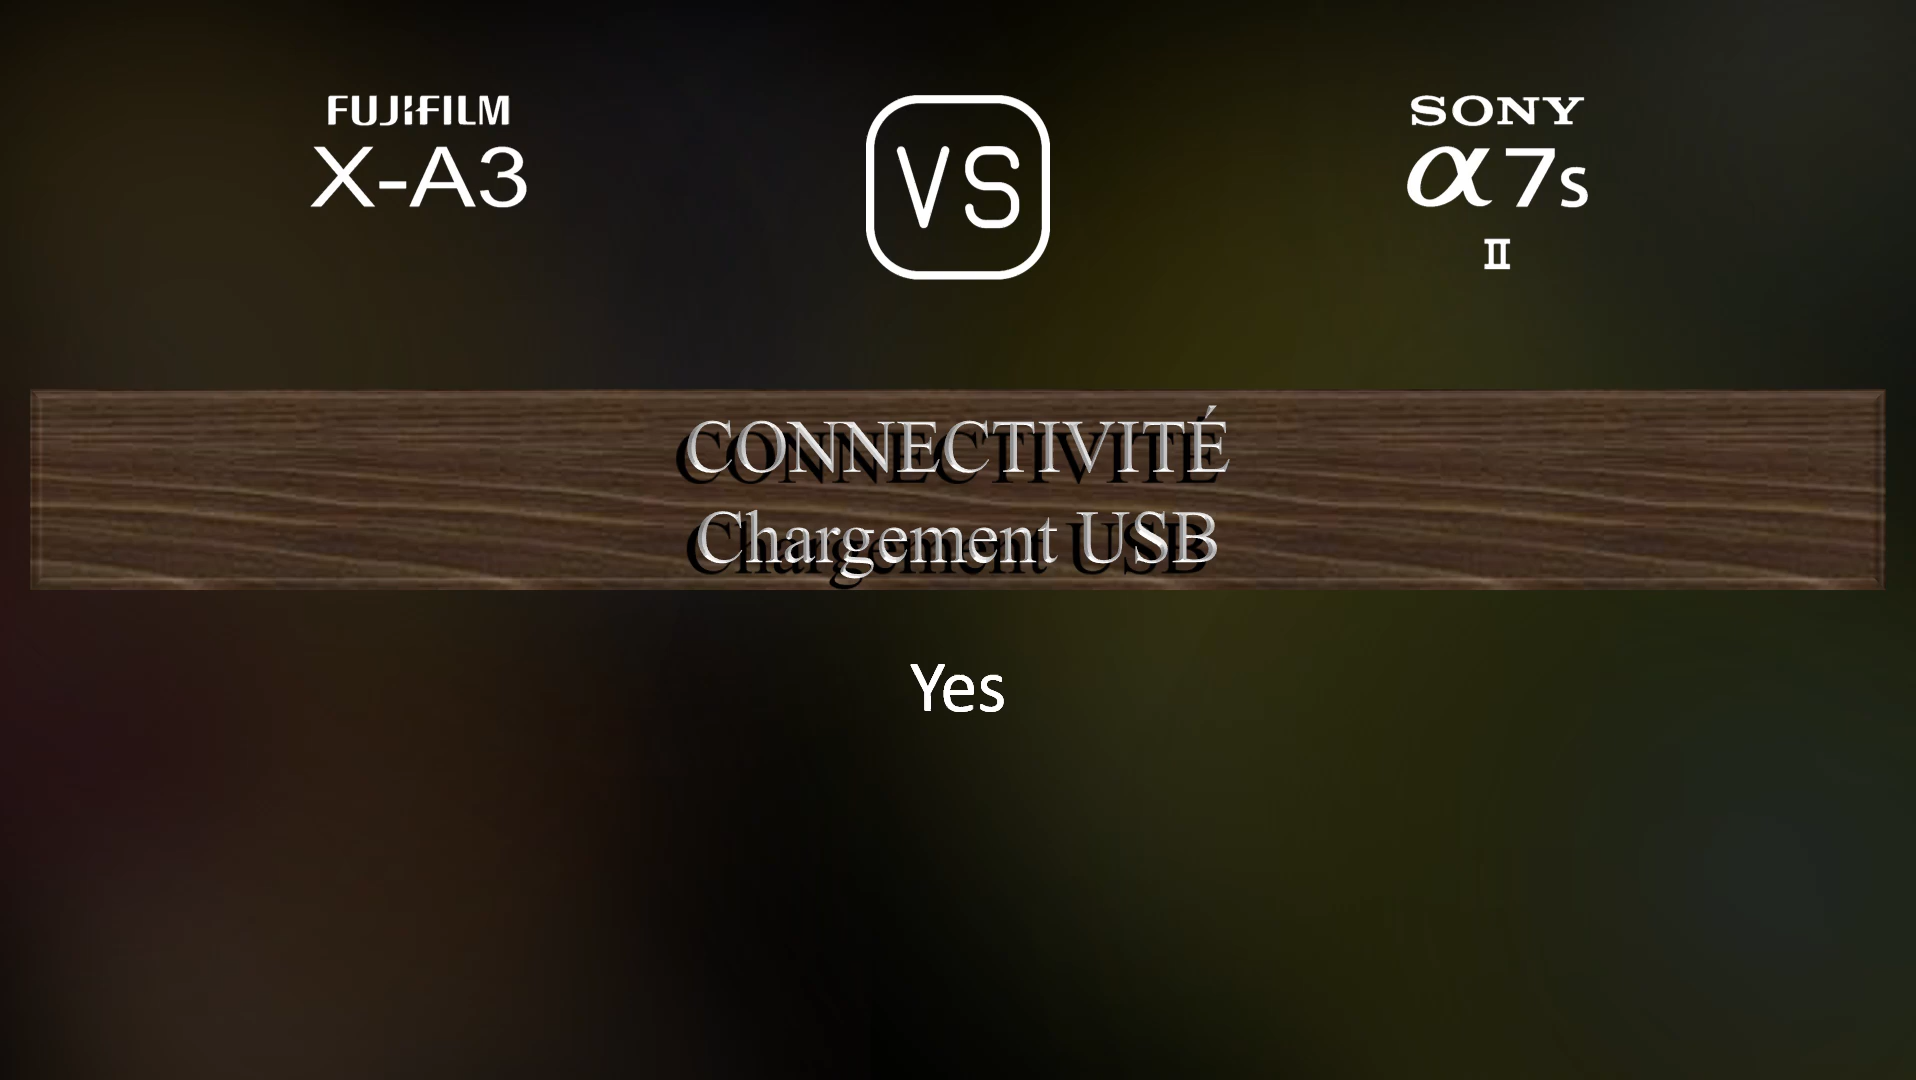 FUJIFILM
X-A3
VS
SONY
α7s
II
CONNECTIVITÉ
Chargement USB
Yes